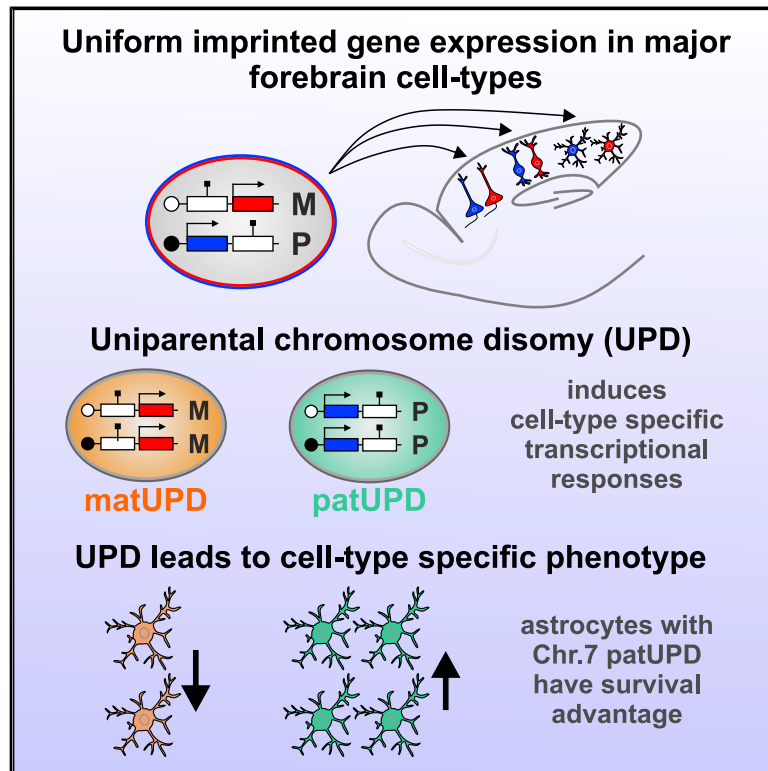 Uniform imprinted gene expression in major
forebrain cell-types
M
P
Uniparental chromosome disomy (UPD)
M
M
matUPD
P
P
patUPD
induces
cell-type specific
transcriptional
responses
UPD leads to cell-type specific phenotype
astrocytes with
Chr.7 patUPD
have survival
advantage